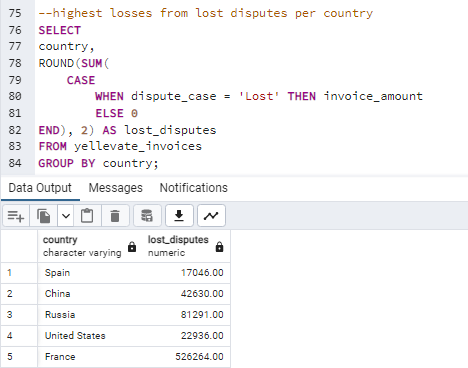 75 --highest losses from lost disputes per country
76 SELECT
77 country,
78 ROUND(SUM(
79 CASE
80 WHEN dispute_case = 'Lost' THEN invoice_amount
81 ELSE 0
82 END), 2) AS lost_disputes
83 FROM yellevate_invoices
84 GROUP BY country;
Data Output Messages Notifications
country lost_disputes
character varying numeric
1 Spain 17046.00
2 China 42630.00
3 Russia 81291.00
4 United States 22936.00
5 France 526264.00